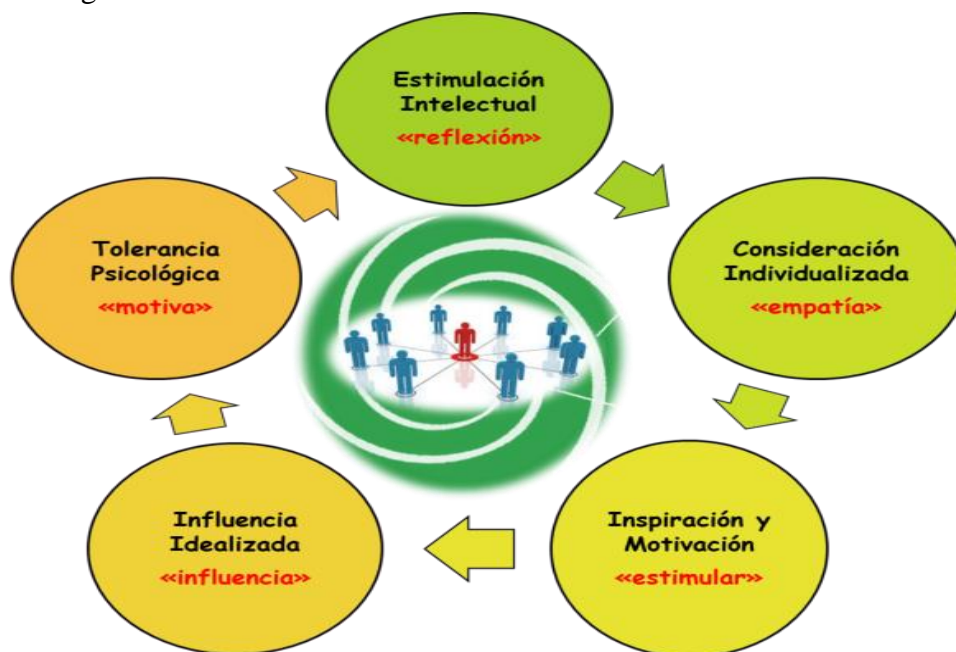 Estimulación
Intelectual
«reflexión»
Consideración
Individualizada
«empatía»
Inspiración y
Motivación
«estimular»
Influencia
Idealizada
«influencia»
Tolerancia
Psicológica
«motiva»